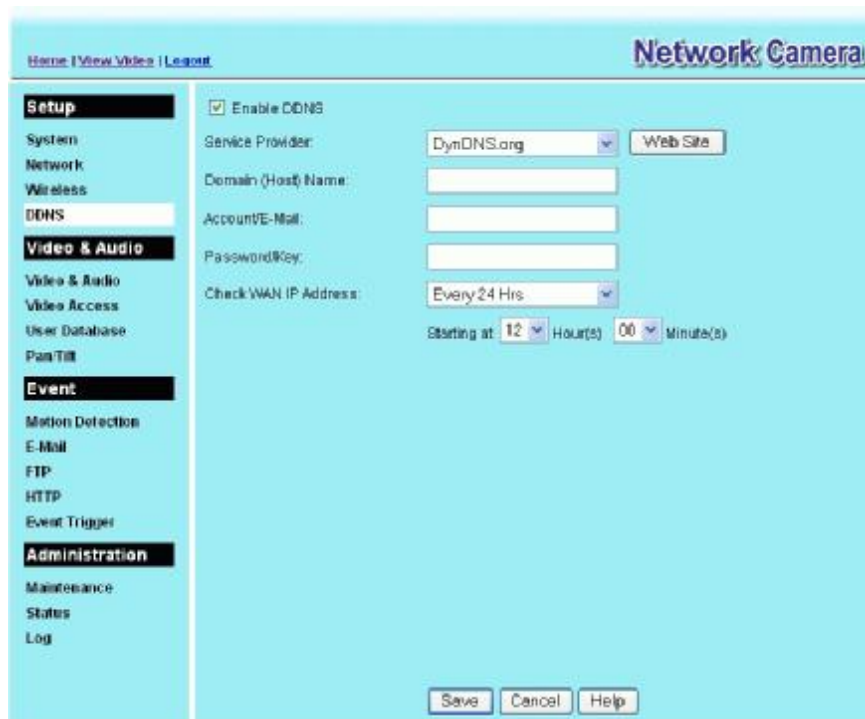 Home | View Video | Logout
Network Camera
Setup
System
Network
Wireless
DDNS
Video & Audio
Video & Audio
Video Access
User Database
Pan/Tilt
Event
Motion Detection
E-Mail
FTP
HTTP
Event Trigger
Administration
Maintenance
Status
Log
Enable DDNS
Service Provider: DynDNS.org Web Site
Domain (Host) Name:
Account/E-Mail:
Password/Key:
Check WAN IP Address: Every 24 Hrs
Starting at 12 Hour(s) 00 Minute(s)
Save Cancel Help